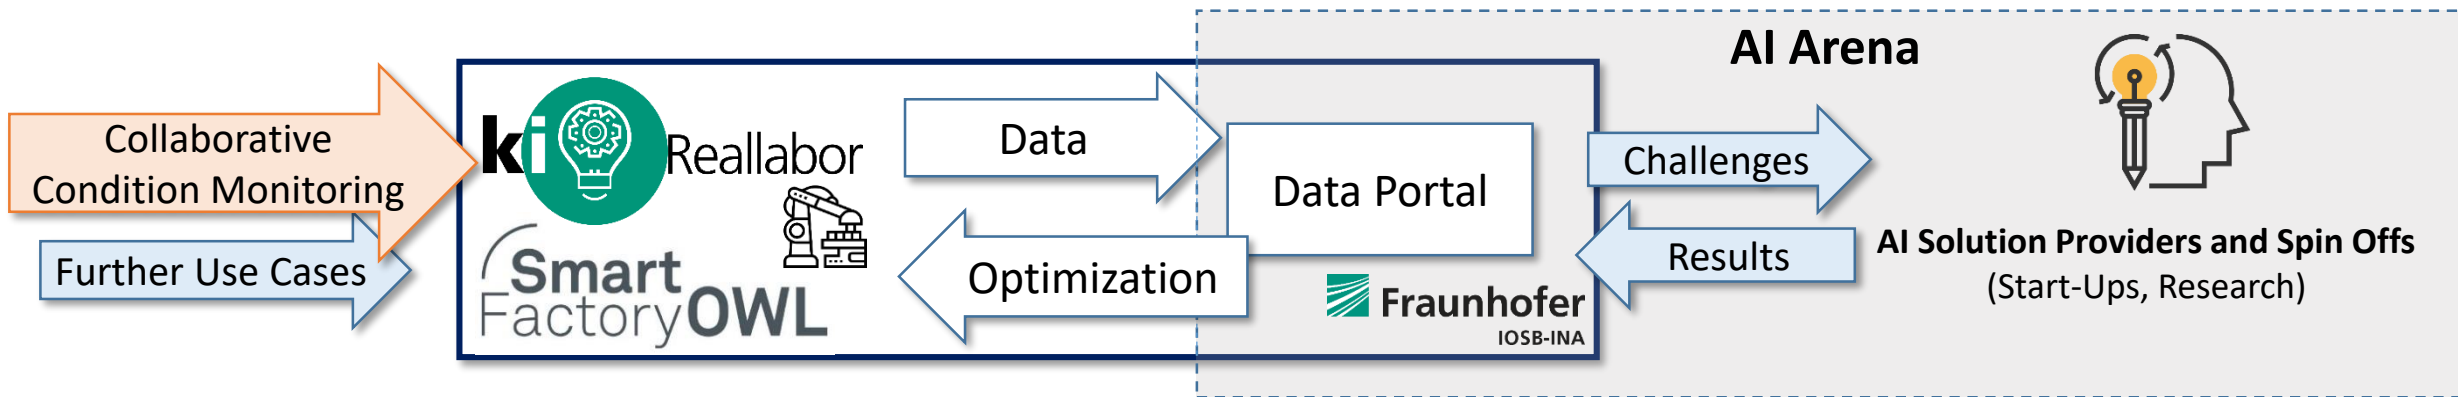 AI Arena
Collaborative
Condition Monitoring
Further Use Cases
ki Reallabor
Smart
FactoryOWL
Data
Optimization
Data Portal
Fraunhofer
IOSB-INA
Challenges
Results
AI Solution Providers and Spin Offs
(Start-Ups, Research)